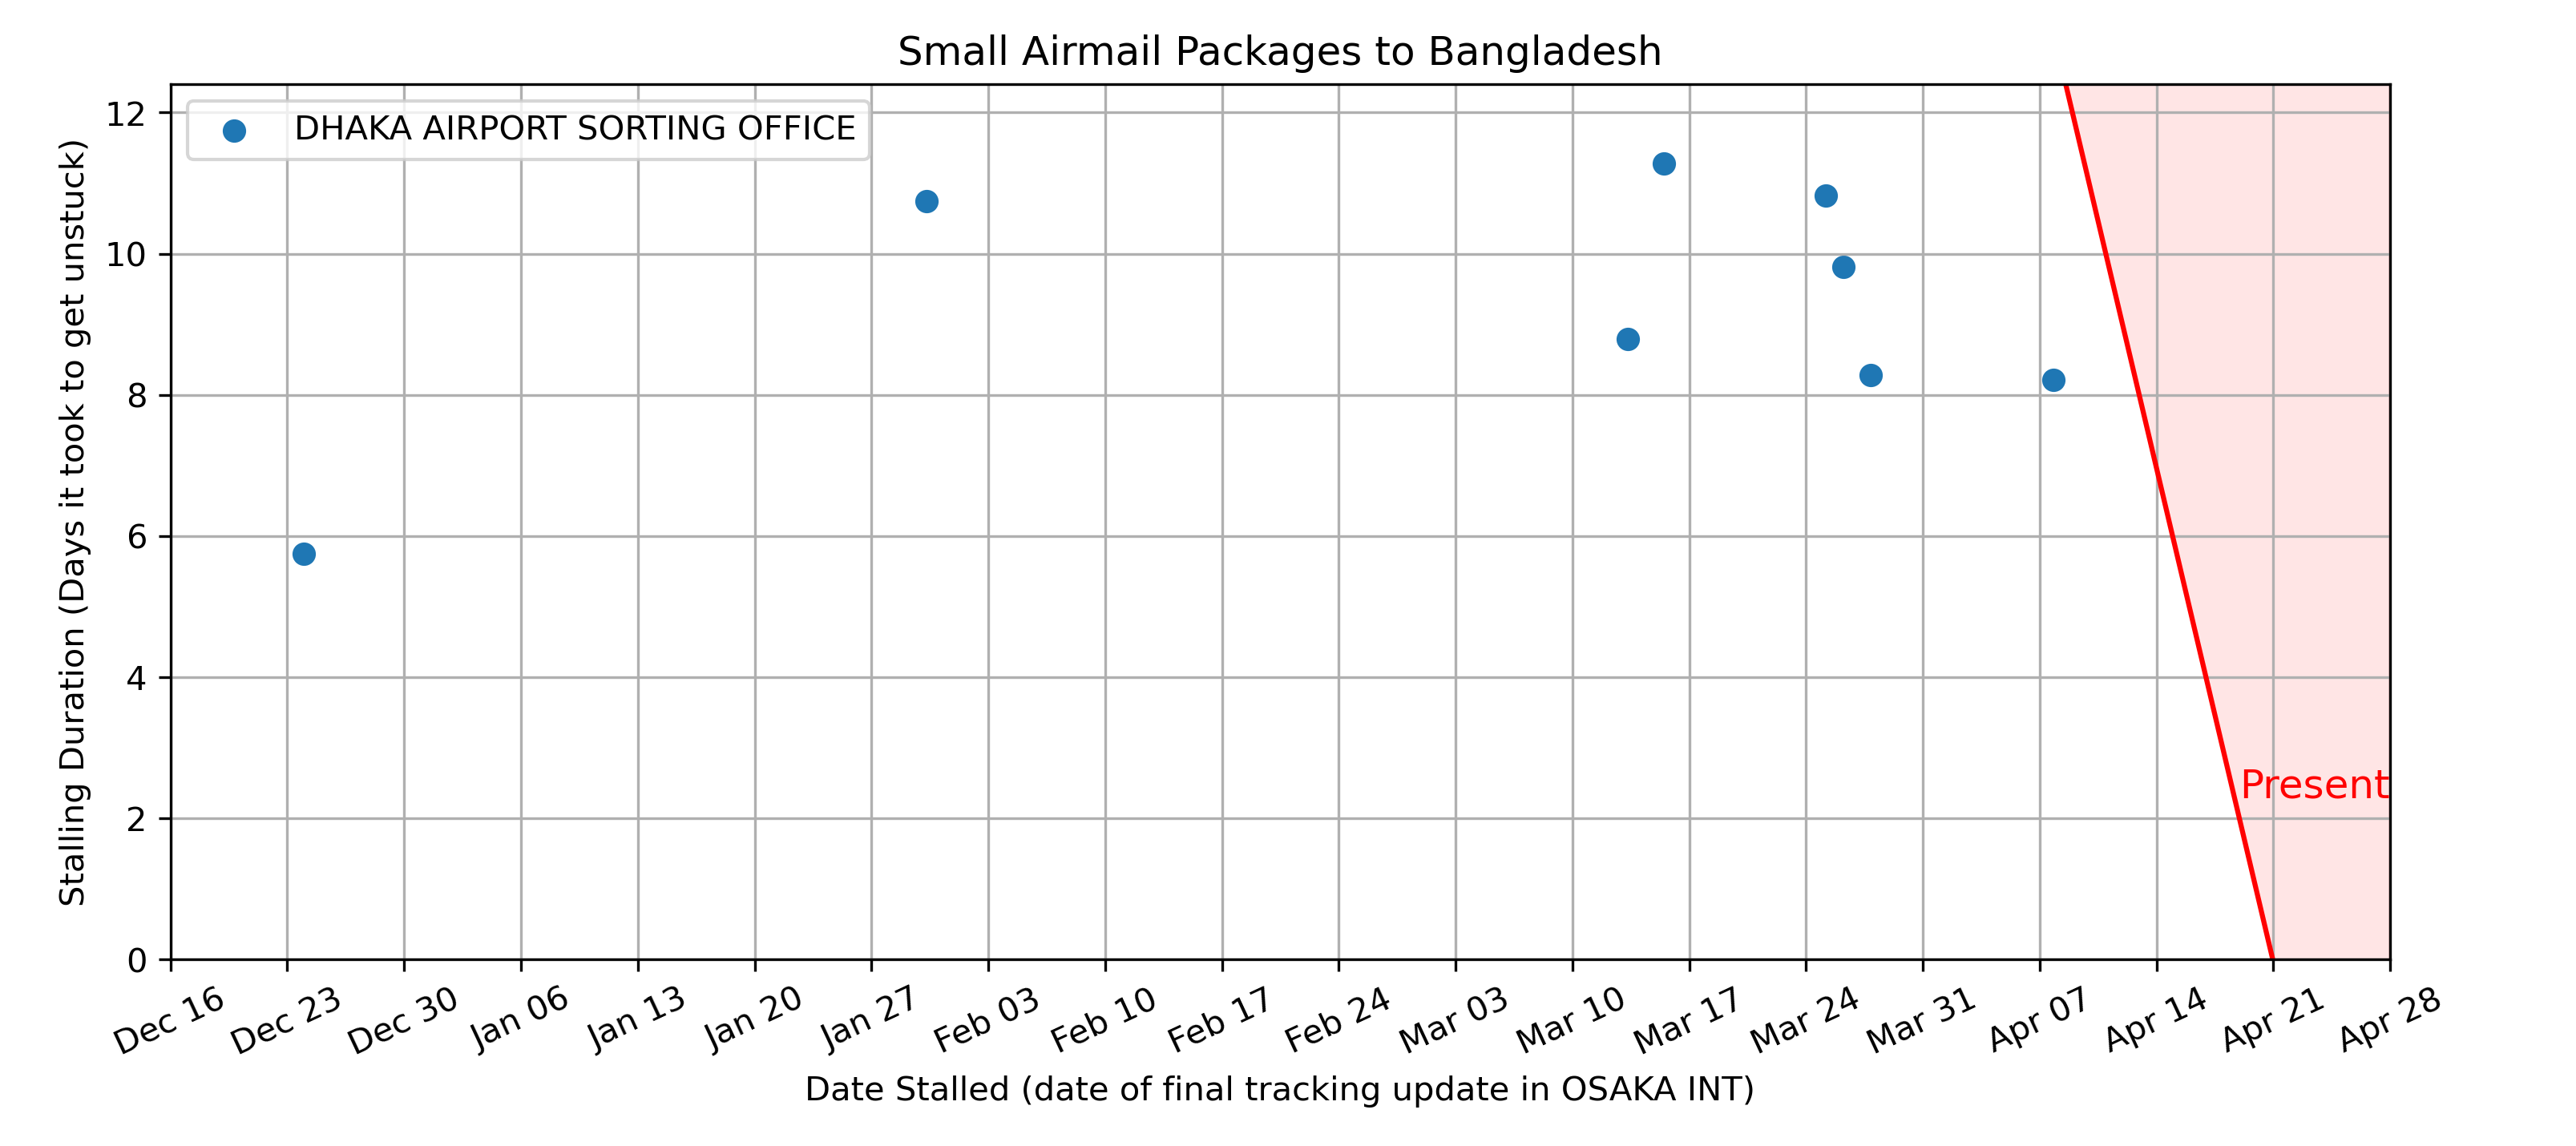 Small Airmail Packages to Bangladesh
DHAKA AIRPORT SORTING OFFICE
Stalling Duration (Days it took to get unstuck)
12
10
8
6
4
2
0
Present
Dec 16
Dec 23
Dec 30
Jan 06
Jan 13
Jan 20
Jan 27
Feb 03
Feb 10
Feb 17
Feb 24
Mar 03
Mar 10
Mar 17
Mar 24
Mar 31
Apr 07
Apr 14
Apr 21
Apr 28
Date Stalled (date of final tracking update in OSAKA INT)